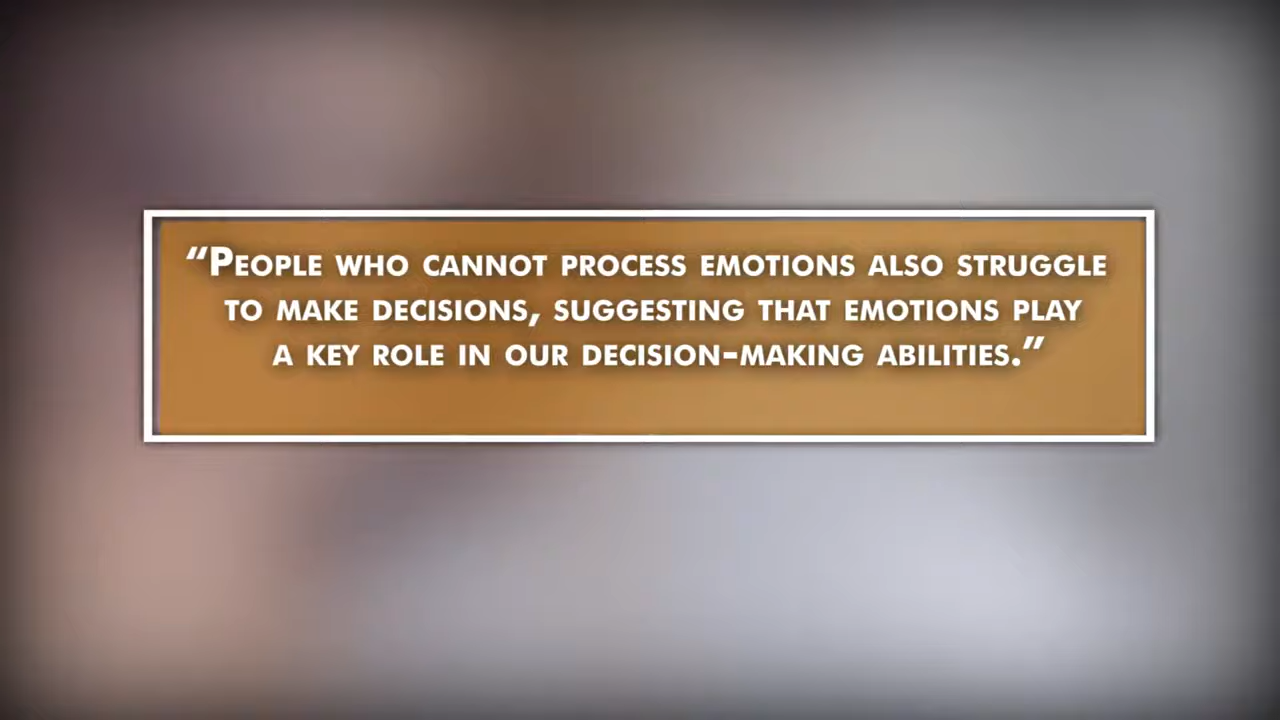 “People who cannot process emotions also struggle
to make decisions, suggesting that emotions play
a key role in our decision-making abilities.”